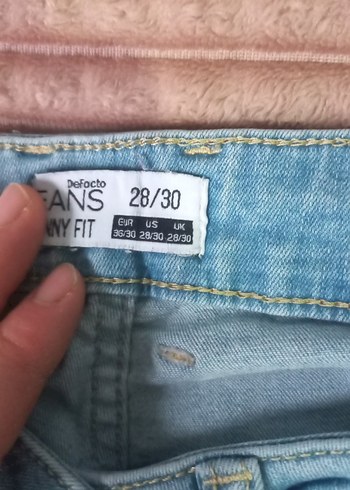 DeFacto
EANS 28/30
NNY FIT
EUR US UK
36/30 28/30 28/30